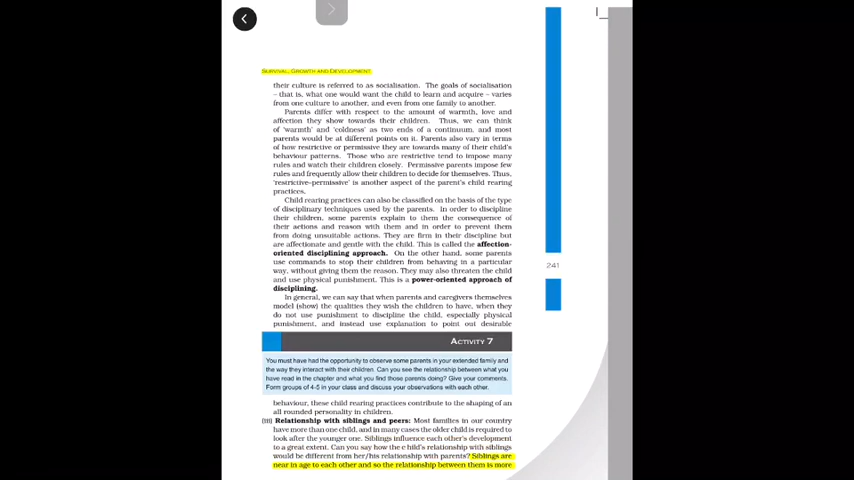 SURVIVAL, GROWTH AND DEVELOPMENT
their culture is referred to as socialisation. The goals of socialisation
– that is, what one would want the child to learn and acquire – varies
from one culture to another, and even from one family to another.
Parents differ with respect to the amount of warmth, love and
affection they show towards their children. Thus, we can think
of 'warmth' and 'coldness' as two ends of a continuum, and most
parents would be at different points on it. Parents also vary in terms
of how restrictive or permissive they are towards many of their child's
behaviour patterns. Those who are restrictive tend to impose many
rules and watch their children closely. Permissive parents impose few
rules and frequently allow their children to decide for themselves. Thus,
'restrictive–permissive' is another aspect of the parent's child rearing
practices.
Child rearing practices can also be classified on the basis of the type
of disciplinary techniques used by the parents. In order to discipline
their children, some parents explain to them the consequence of
their actions and reason with them and in order to prevent them
from doing unsuitable actions. They are firm in their discipline but
are affectionate and gentle with the child. This is called the affection-
oriented disciplining approach. On the other hand, some parents
use commands to stop their children from behaving in a particular
way, without giving them the reason. They may also threaten the child
and use physical punishment. This is a power-oriented approach of
disciplining.
In general, we can say that when parents and caregivers themselves
model (show) the qualities they wish the children to have, when they
do not use punishment to discipline the child, especially physical
punishment, and instead use explanation to point out desirable
241
ACTIVITY 7
You must have had the opportunity to observe some parents in your extended family and
the way they interact with their children. Can you see the relationship between what you
have read in the chapter and what you find those parents doing? Give your comments.
Form groups of 4-5 in your class and discuss your observations with each other.
behaviour, these child rearing practices contribute to the shaping of an
all rounded personality in children.
(iii) Relationship with siblings and peers: Most families in our country
have more than one child, and in many cases the older child is required to
look after the younger one. Siblings influence each other's development
to a great extent. Can you say how the child's relationship with siblings
would be different from her/his relationship with parents? Siblings are
near in age to each other and so the relationship between them is more